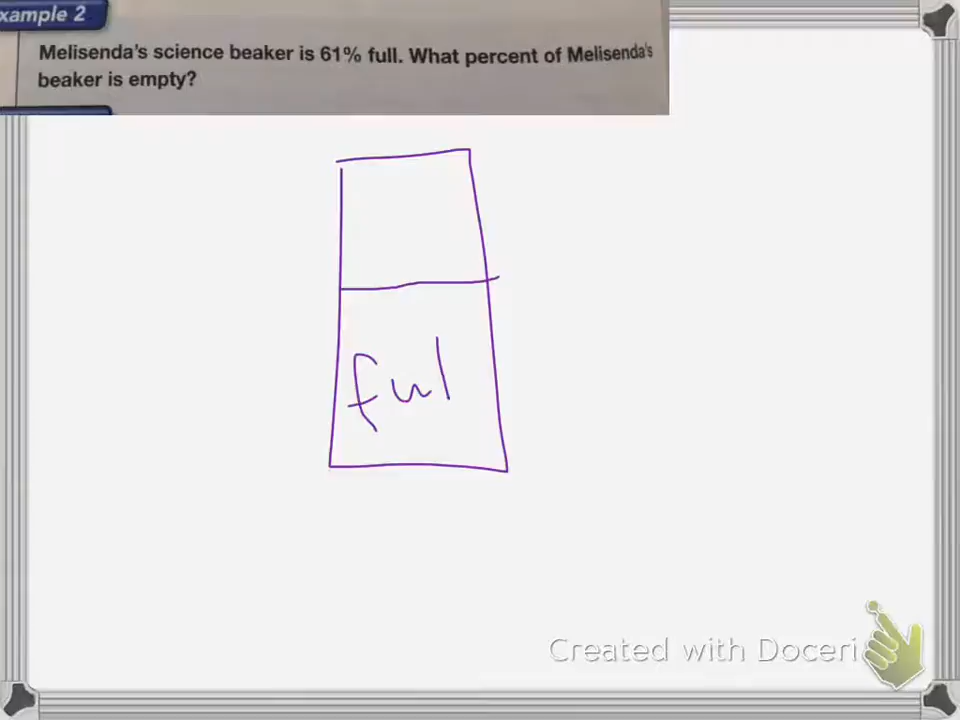 xample 2
Melisenda's science beaker is 61% full. What percent of Melisenda's
beaker is empty?
ful
Created with Doceri